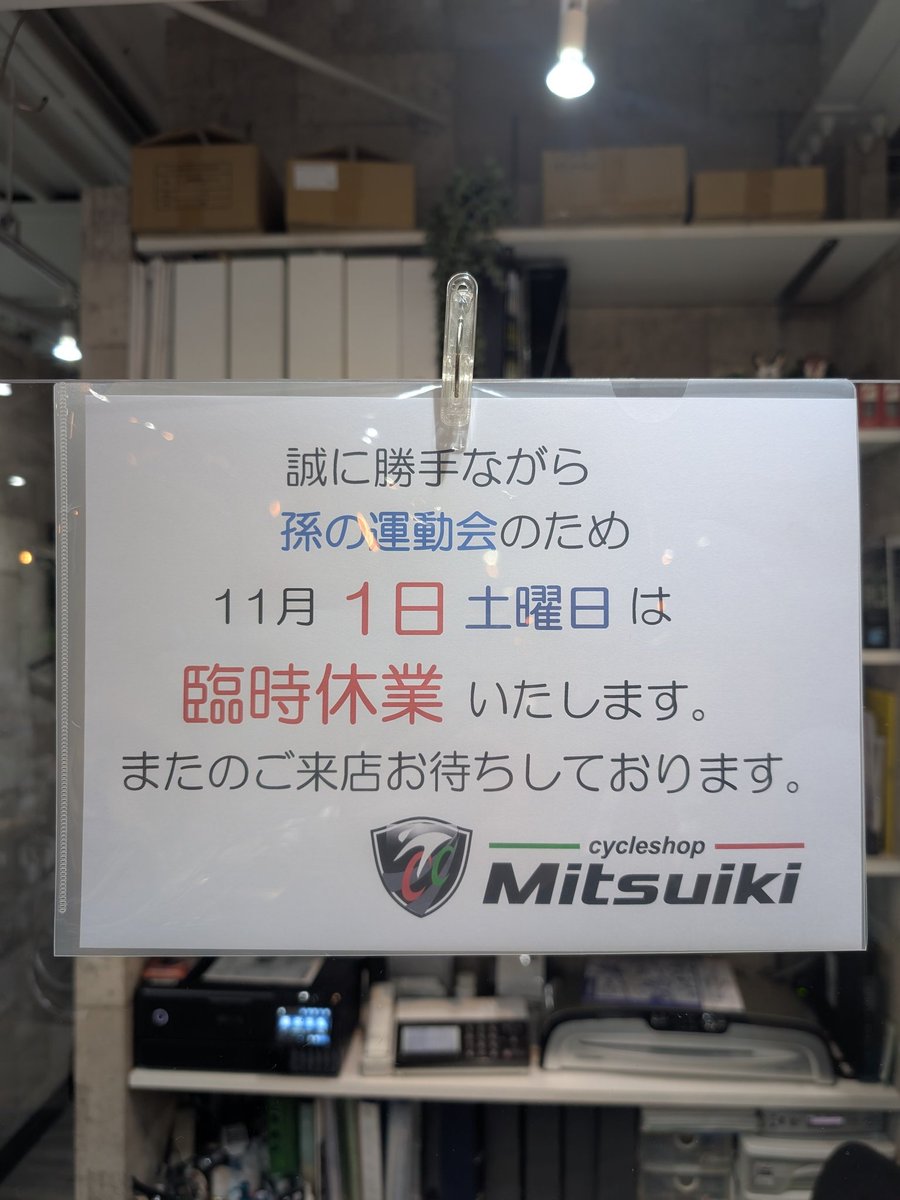 誠に勝手ながら
孫の運動会のため
11月 1日 土曜日 は
臨時休業 いたします。
またのご来店お待ちしております。
cycleshop
Mitsuiki